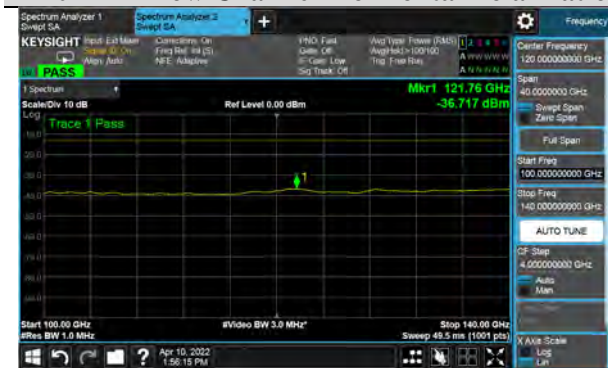 Spectrum Analyzer 1
Swept SA
Spectrum Analyzer 2
Swept SA
+
Frequency
KEYSIGHT
Input: Ext Mixer
Corrections: On
Freq Ref: Int (S)
NFE: Adaptive
Align: Auto
PNO: Fast
Gate: Off
IF Gain: Low
Sig Track: Off
Avg Type: Power (RMS)
Avg|Hold:>100/100
Trig: Free Run
PASS
1 Spectrum
Scale/Div 10 dB
Ref Level 0.00 dBm
Mkr1 121.76 GHz
-36.717 dBm
Log
Trace 1 Pass
1
Start 100.00 GHz
#Res BW 1.0 MHz
#Video BW 3.0 MHz*
Stop 140.00 GHz
Sweep 49.5 ms (1001 pts)
Center Frequency
120.000000000 GHz
Span
40.0000000 GHz
Swept Span
Zero Span
Full Span
Start Freq
100.000000000 GHz
Stop Freq
140.000000000 GHz
AUTO TUNE
CF Step
4.000000000 GHz
Auto
Man
X Axis Scale
Log
Lin
?
Apr 10, 2022
1:56:15 PM